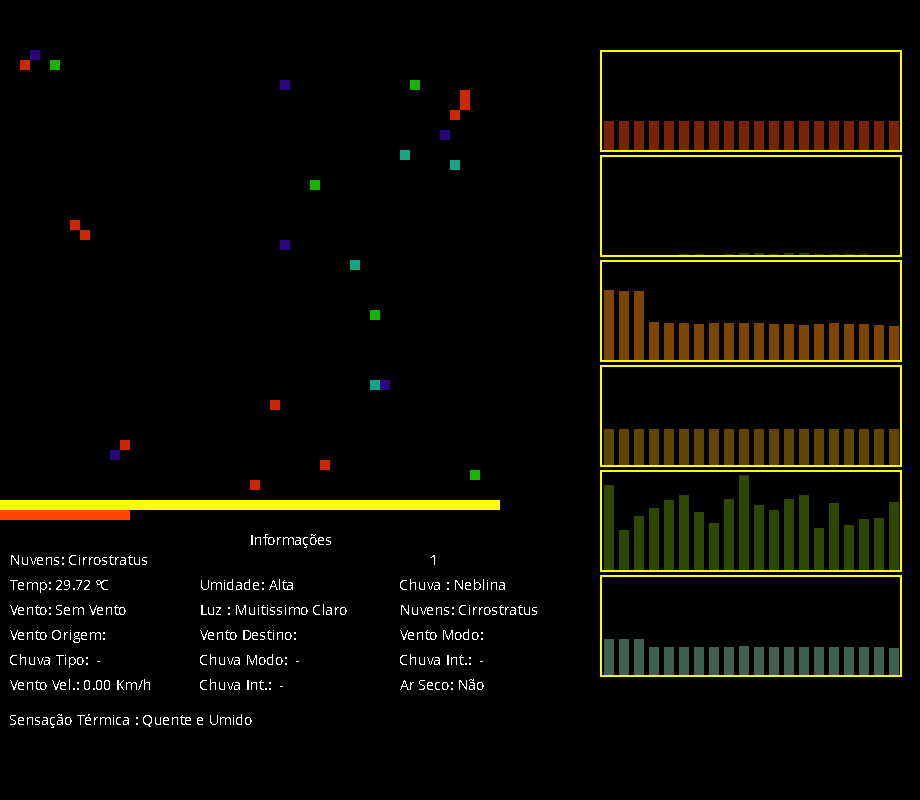 Informações
Nuvens: Cirrostratus 1
Temp: 29.72 ºC Umidade: Alta Chuva : Neblina
Vento: Sem Vento Luz : Muitissimo Claro Nuvens: Cirrostratus
Vento Origem: Vento Destino: Vento Modo:
Chuva Tipo: - Chuva Modo: - Chuva Int.: -
Vento Vel.: 0.00 Km/h Chuva Int.: - Ar Seco: Não
Sensação Térmica : Quente e Umido